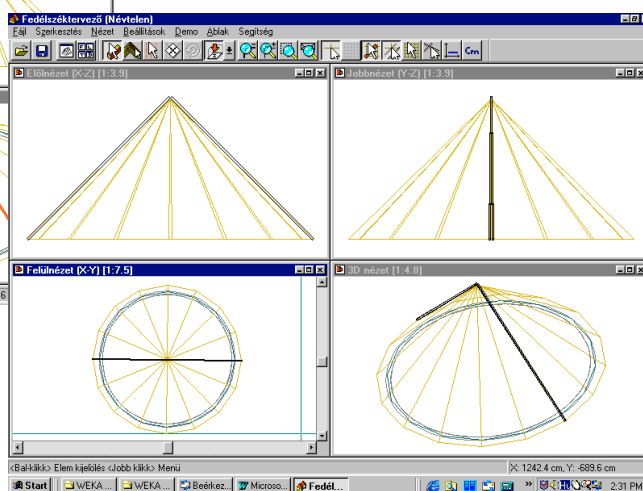 Fedélszéktervező (Névtelen)
Fájl Szerkesztés Nézet Beállítások Demo Ablak Segítség
Cm
Elölnézet (X-Z) [1:3.9]
Jobbnézet (Y-Z) [1:3.9]
Felülnézet (X-Y) [1:7.5]
3D nézet [1:4.8]
6
<Bal-klikk> Elem kijelölés <Jobb klikk> Menü
X: 1242.4 cm, Y: -689.6 cm
Start WEKA ... WEKA ... Beérkez... Microso... Fedél... » 2:31 PM